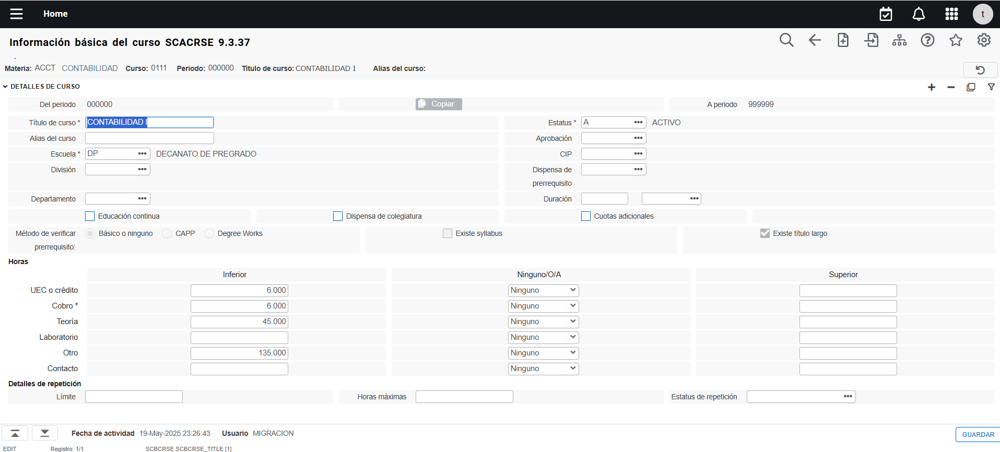 Home
t
Información básica del curso SCACRSE 9.3.37
Materia: ACCT CONTABILIDAD Curso: 0111 Periodo: 000000 Título de curso: CONTABILIDAD I Alias del curso:
DETALLES DE CURSO
Del periodo 000000 Copiar A periodo 999999
Título de curso * CONTABILIDAD I Estatus * A ••• ACTIVO
Alias del curso Aprobación •••
Escuela * DP ••• DECANATO DE PREGRADO CIP •••
División ••• Dispensa de prerrequisito •••
Departamento ••• Duración •••
Educación continua Dispensa de colegiatura Cuotas adicionales
Método de verificar prerrequisito: Básico o ninguno CAPP Degree Works Existe syllabus Existe título largo
Horas
Inferior Ninguno/O/A Superior
UEC o crédito 6.000 Ninguno
Cobro * 6.000 Ninguno
Teoría 45.000 Ninguno
Laboratorio Ninguno
Otro 135.000 Ninguno
Contacto Ninguno
Detalles de repetición
Límite Horas máximas Estatus de repetición •••
Fecha de actividad 19-May-2025 23:26:43 Usuario MIGRACION GUARDAR
EDIT Registro: 1/1 SCBCRSE.SCBCRSE_TITLE [1]